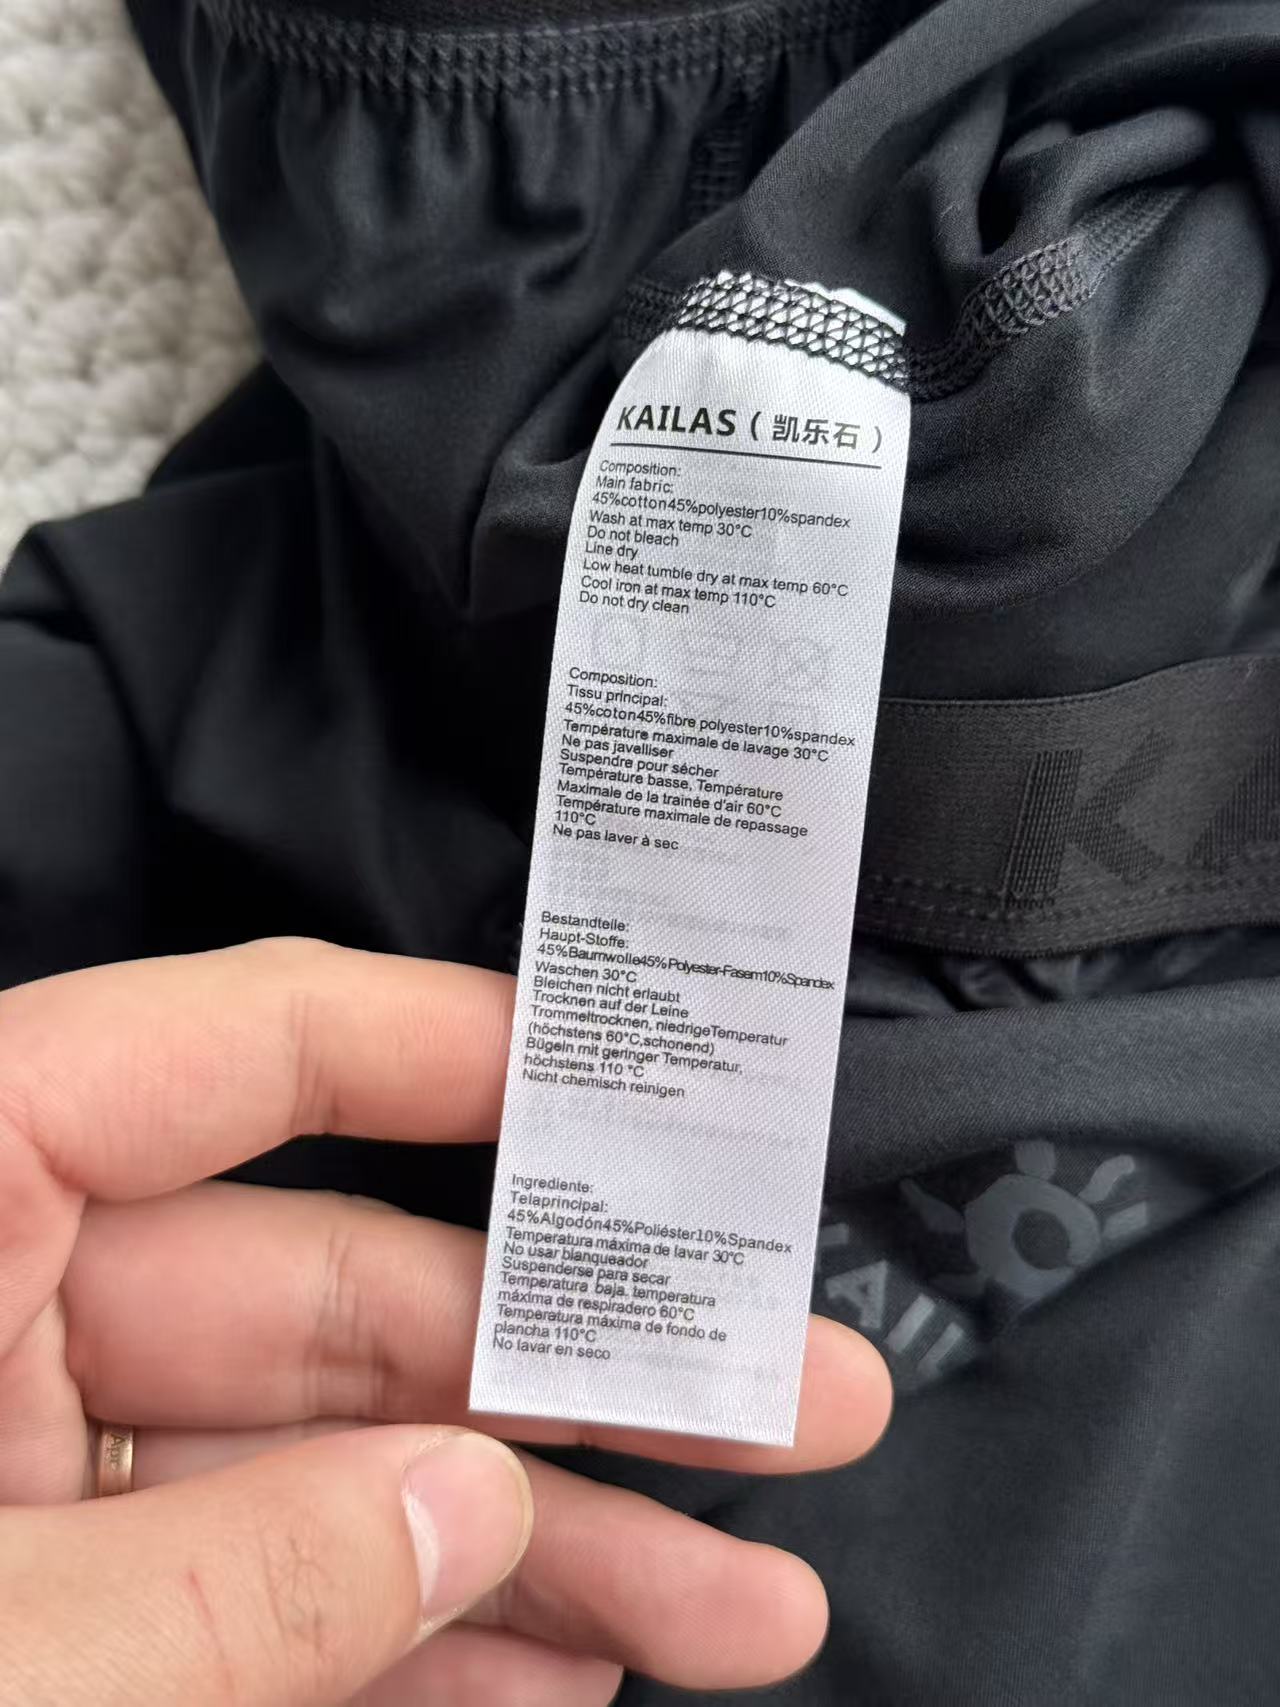 KAILAS ( 凯乐石 )
Composition:
Main fabric:
45%cotton45%polyester10%spandex
Wash at max temp 30°C
Do not bleach
Line dry
Low heat tumble dry at max temp 60°C
Cool iron at max temp 110°C
Do not dry clean
Composition:
Tissu principal:
45%coton45%fibre polyester10%spandex
Température maximale de lavage 30°C
Ne pas javelliser
Suspendre pour sécher
Température basse, Température
Maximale de la trainée d'air 60°C
Température maximale de repassage
110°C
Ne pas laver à sec
Bestandteile:
Haupt-Stoffe:
45%Baumwolle45%Polyester-Fasern10%Spandex
Waschen 30°C
Bleichen nicht erlaubt
Trocknen auf der Leine
Trommeltrocknen, niedrigeTemperatur
(höchstens 60°C,schonend)
Bügeln mit geringer Temperatur,
höchstens 110 °C
Nicht chemisch reinigen
Ingrediente:
Telaprincipal:
45%Algodón45%Poliéster10%Spandex
Temperatura máxima de lavar 30°C
No usar blanqueador
Suspenderse para secar
Temperatura baja. temperatura
máxima de respiradero 60°C
Temperatura máxima de fondo de
plancha 110°C
No lavar en seco